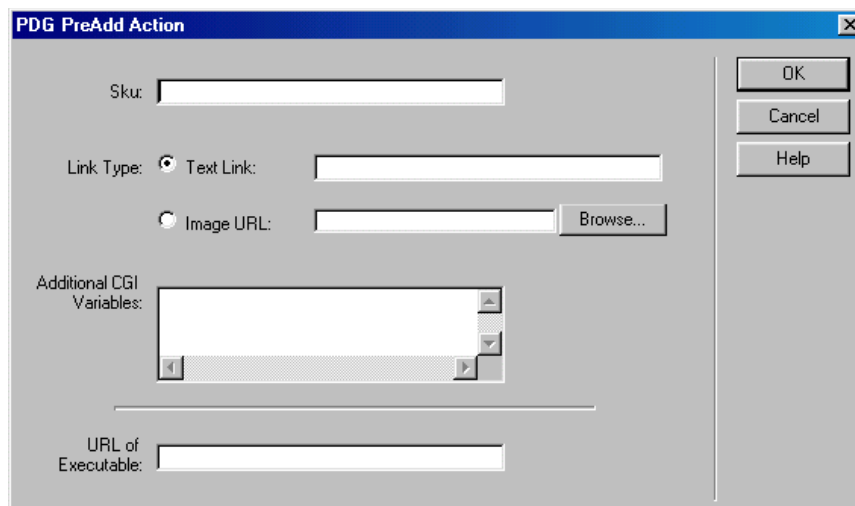 PDG PreAdd Action
Sku:
OK
Cancel
Link Type: Text Link:
Help
Image URL: Browse...
Additional CGI
Variables:
URL of
Executable: